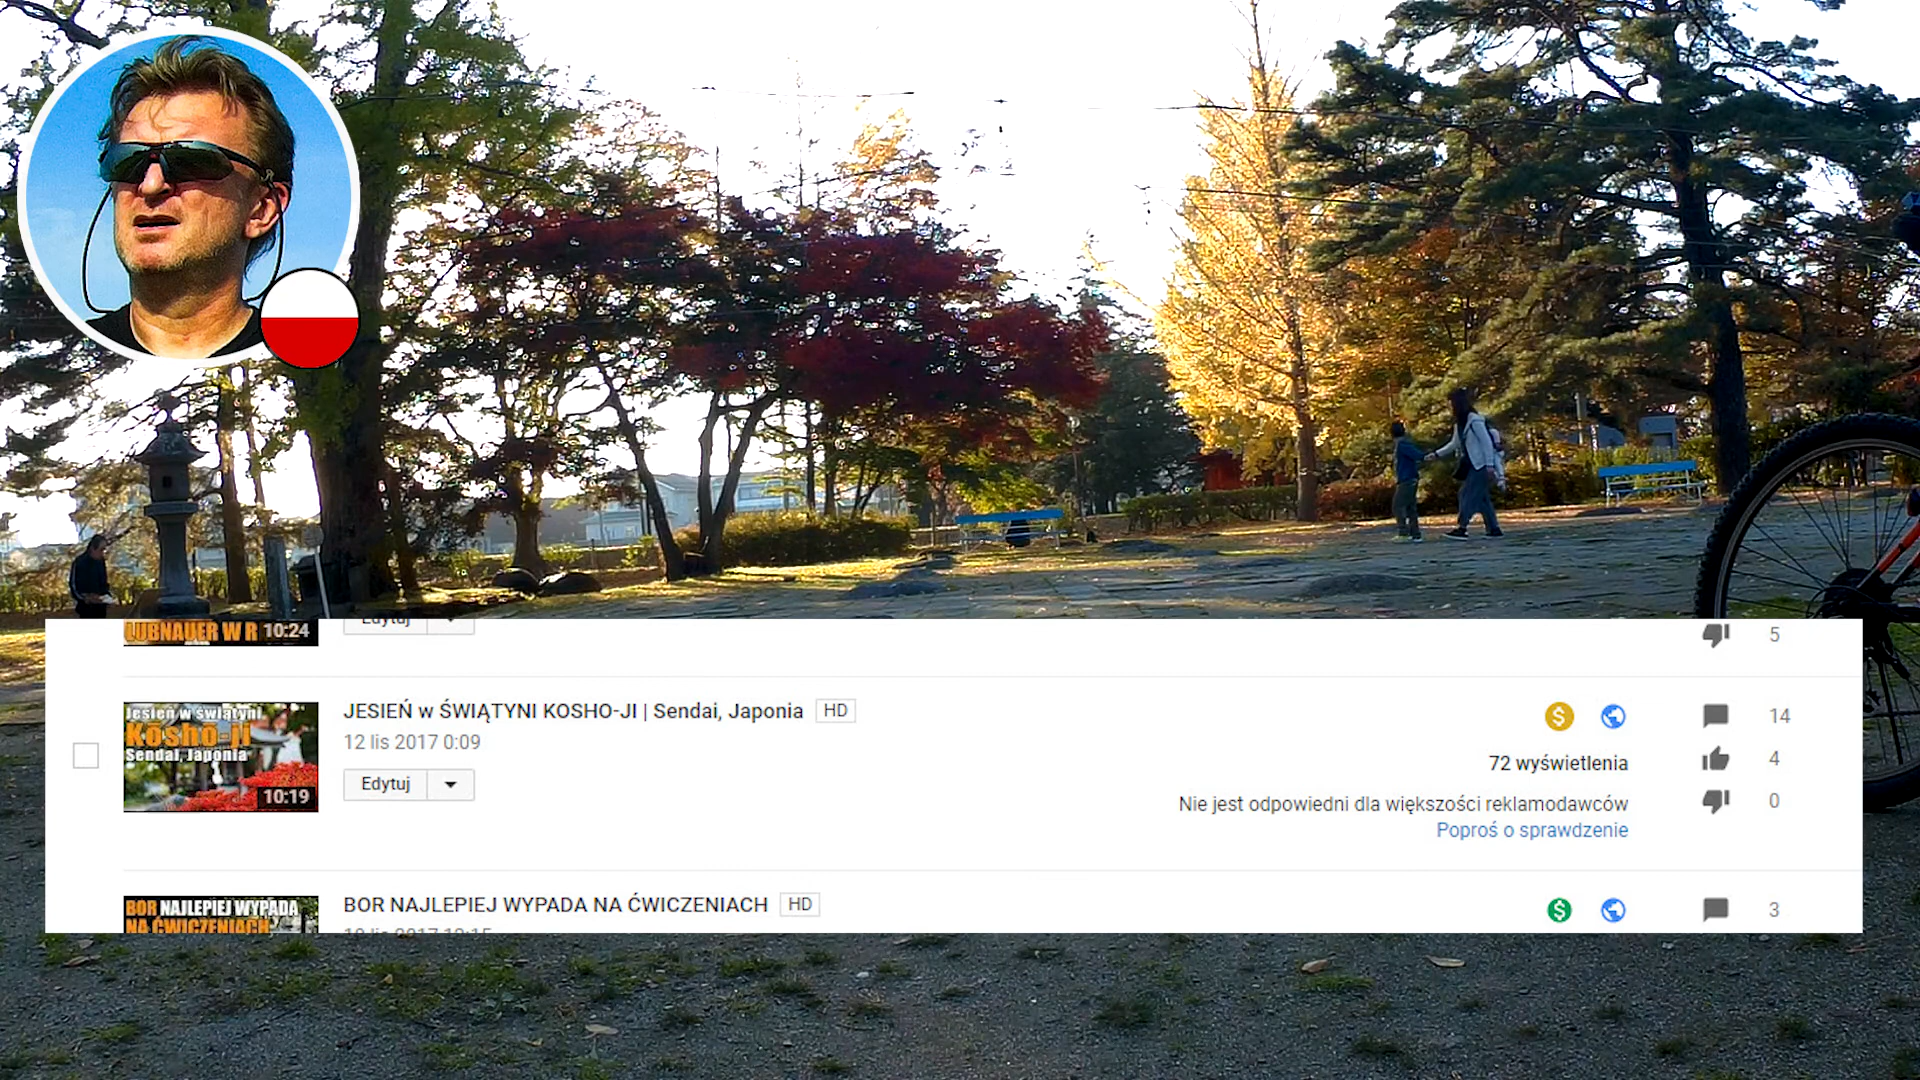 LUBNAUER W R 10:24
Edytuj
5
JESIEŃ w ŚWIĄTYNI KOSHO-JI | Sendai, Japonia HD
14
Jesień w świątyni
Kosho-ji
Sendai, Japonia
10:19
12 lis 2017 0:09
Edytuj
72 wyświetlenia
4
Nie jest odpowiedni dla większości reklamodawców
0
Poproś o sprawdzenie
BOR NAJLEPIEJ WYPADA
NA ĆWICZENIACH
BOR NAJLEPIEJ WYPADA NA ĆWICZENIACH HD
3